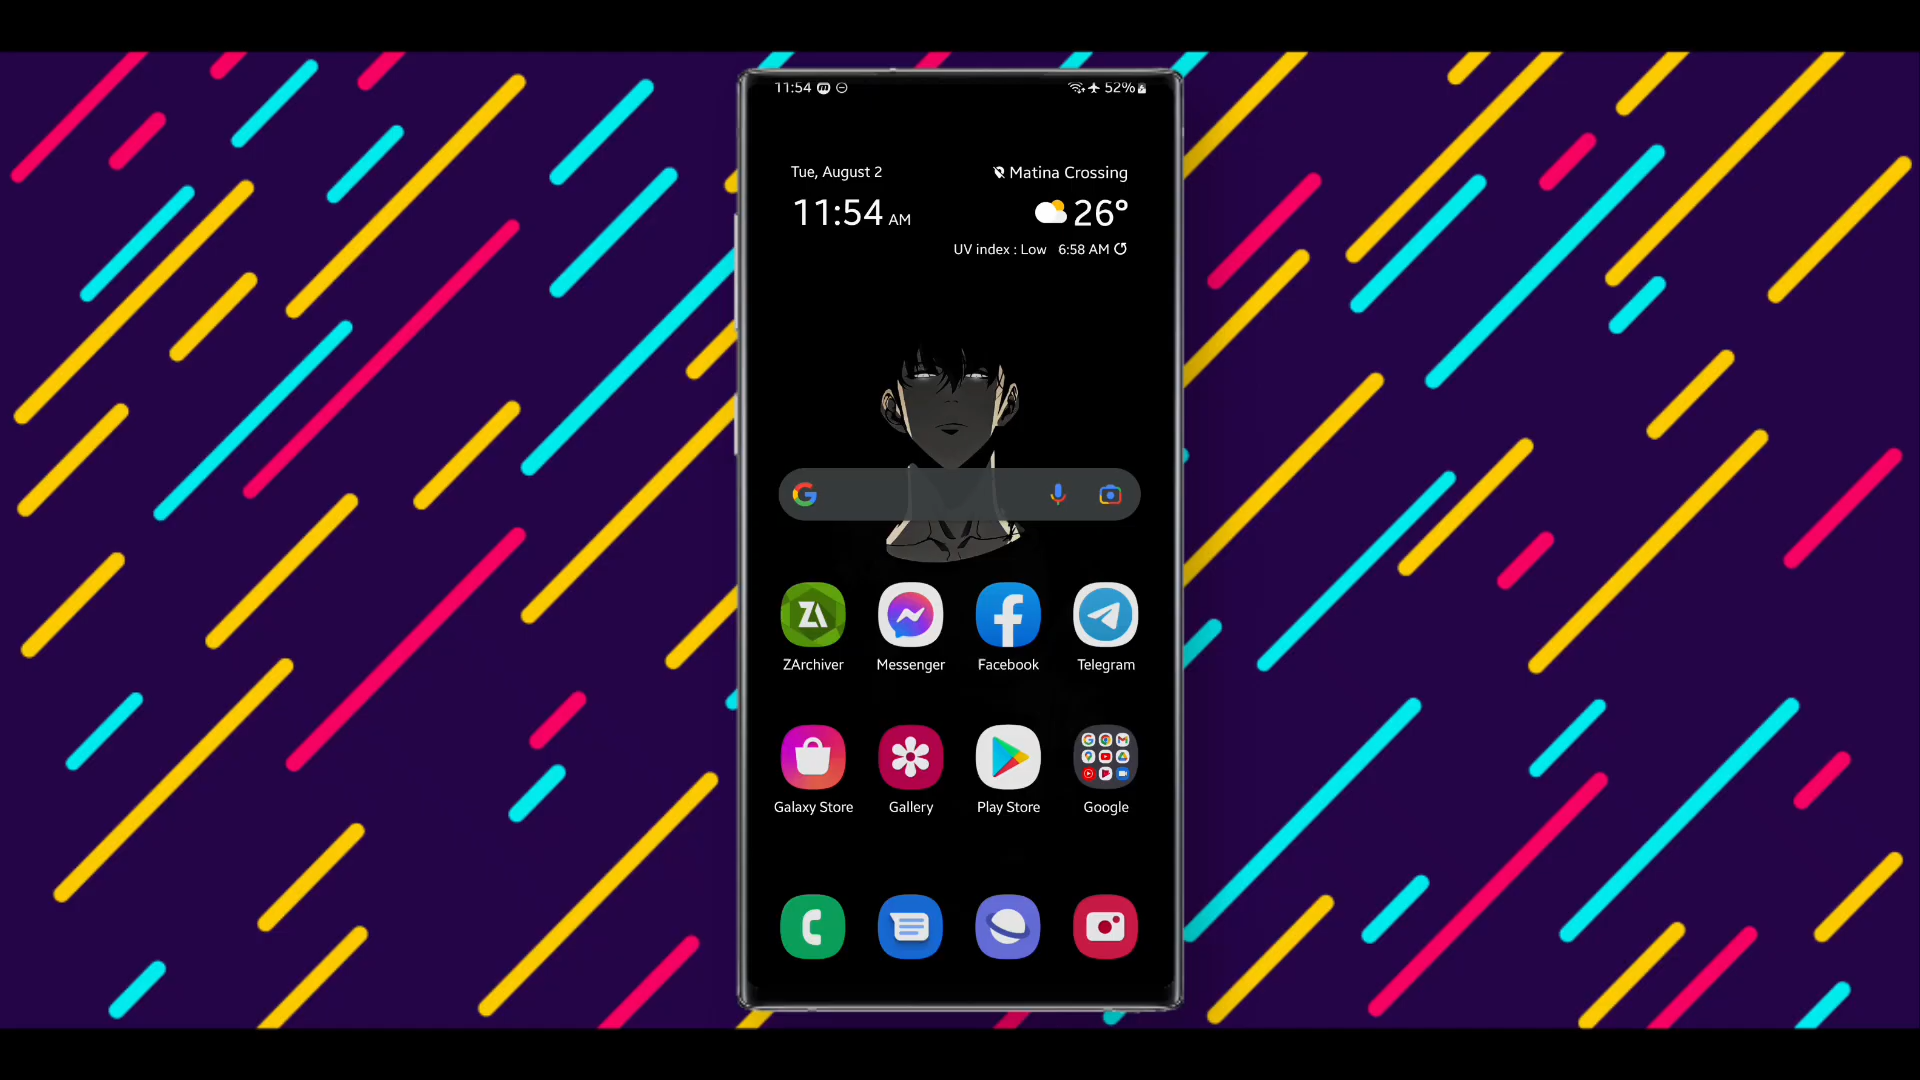 11:54 52%
Tue, August 2
Matina Crossing
11:54 AM
26°
UV index : Low 6:58 AM
ZArchiver Messenger Facebook Telegram
Galaxy Store Gallery Play Store Google